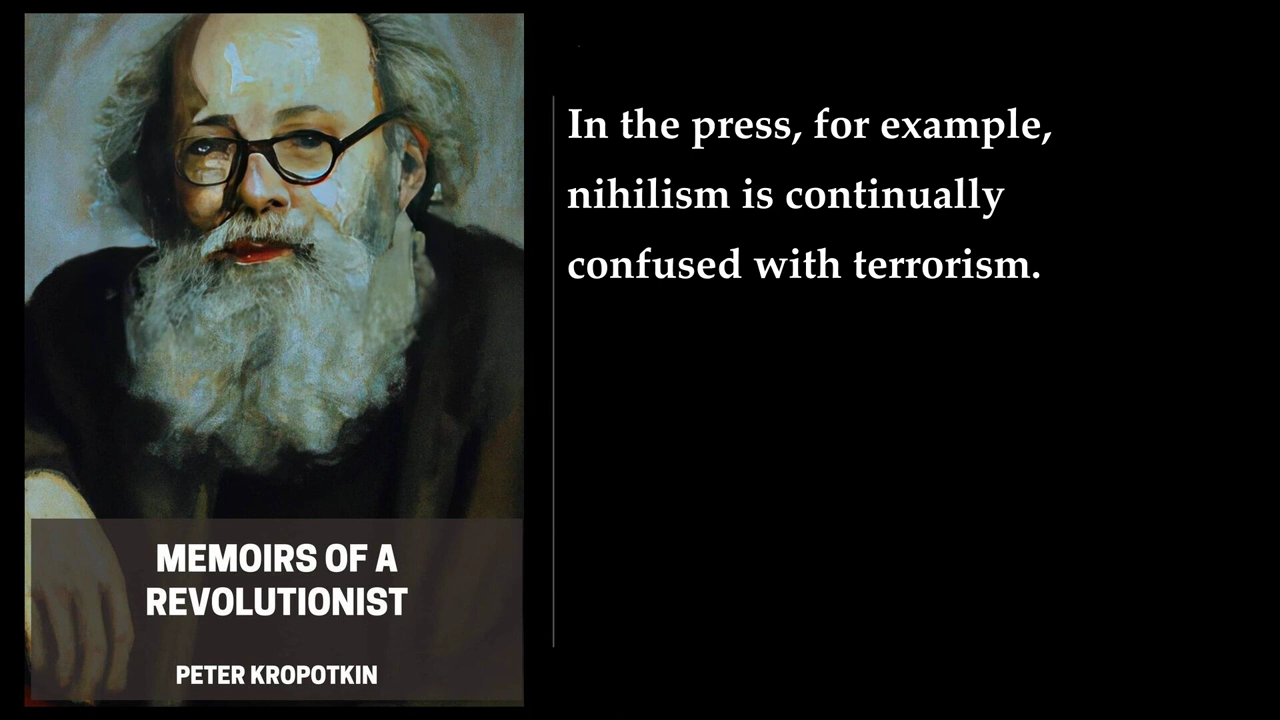 In the press, for example,
nihilism is continually
confused with terrorism.
MEMOIRS OF A
REVOLUTIONIST
PETER KROPOTKIN